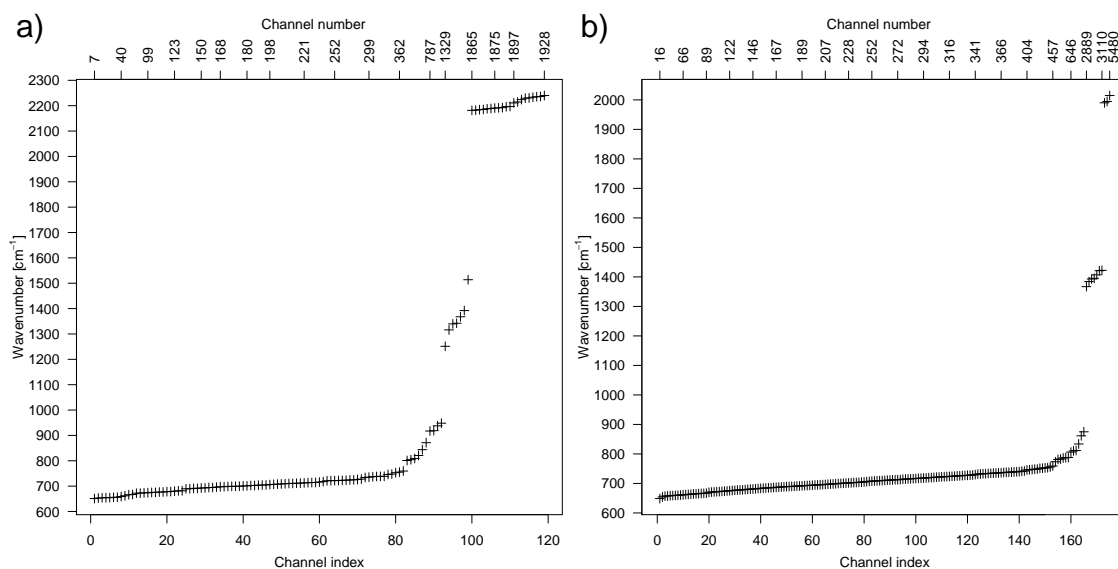 a)
Channel number
7 40 99 123 150 168 180 198 221 252 299 362 787 1329 1865 1875 1897 1928
2300
2200
2100
2000
1900
1800
1700
1600
1500
1400
1300
1200
1100
1000
900
800
700
600
Wavenumber [cm⁻¹]
0 20 40 60 80 100 120
Channel index
b)
Channel number
16 66 89 122 146 167 189 207 228 252 272 294 316 341 366 404 457 646 2889 3110 5480
2000
1900
1800
1700
1600
1500
1400
1300
1200
1100
1000
900
800
700
600
Wavenumber [cm⁻¹]
0 20 40 60 80 100 120 140 160
Channel index